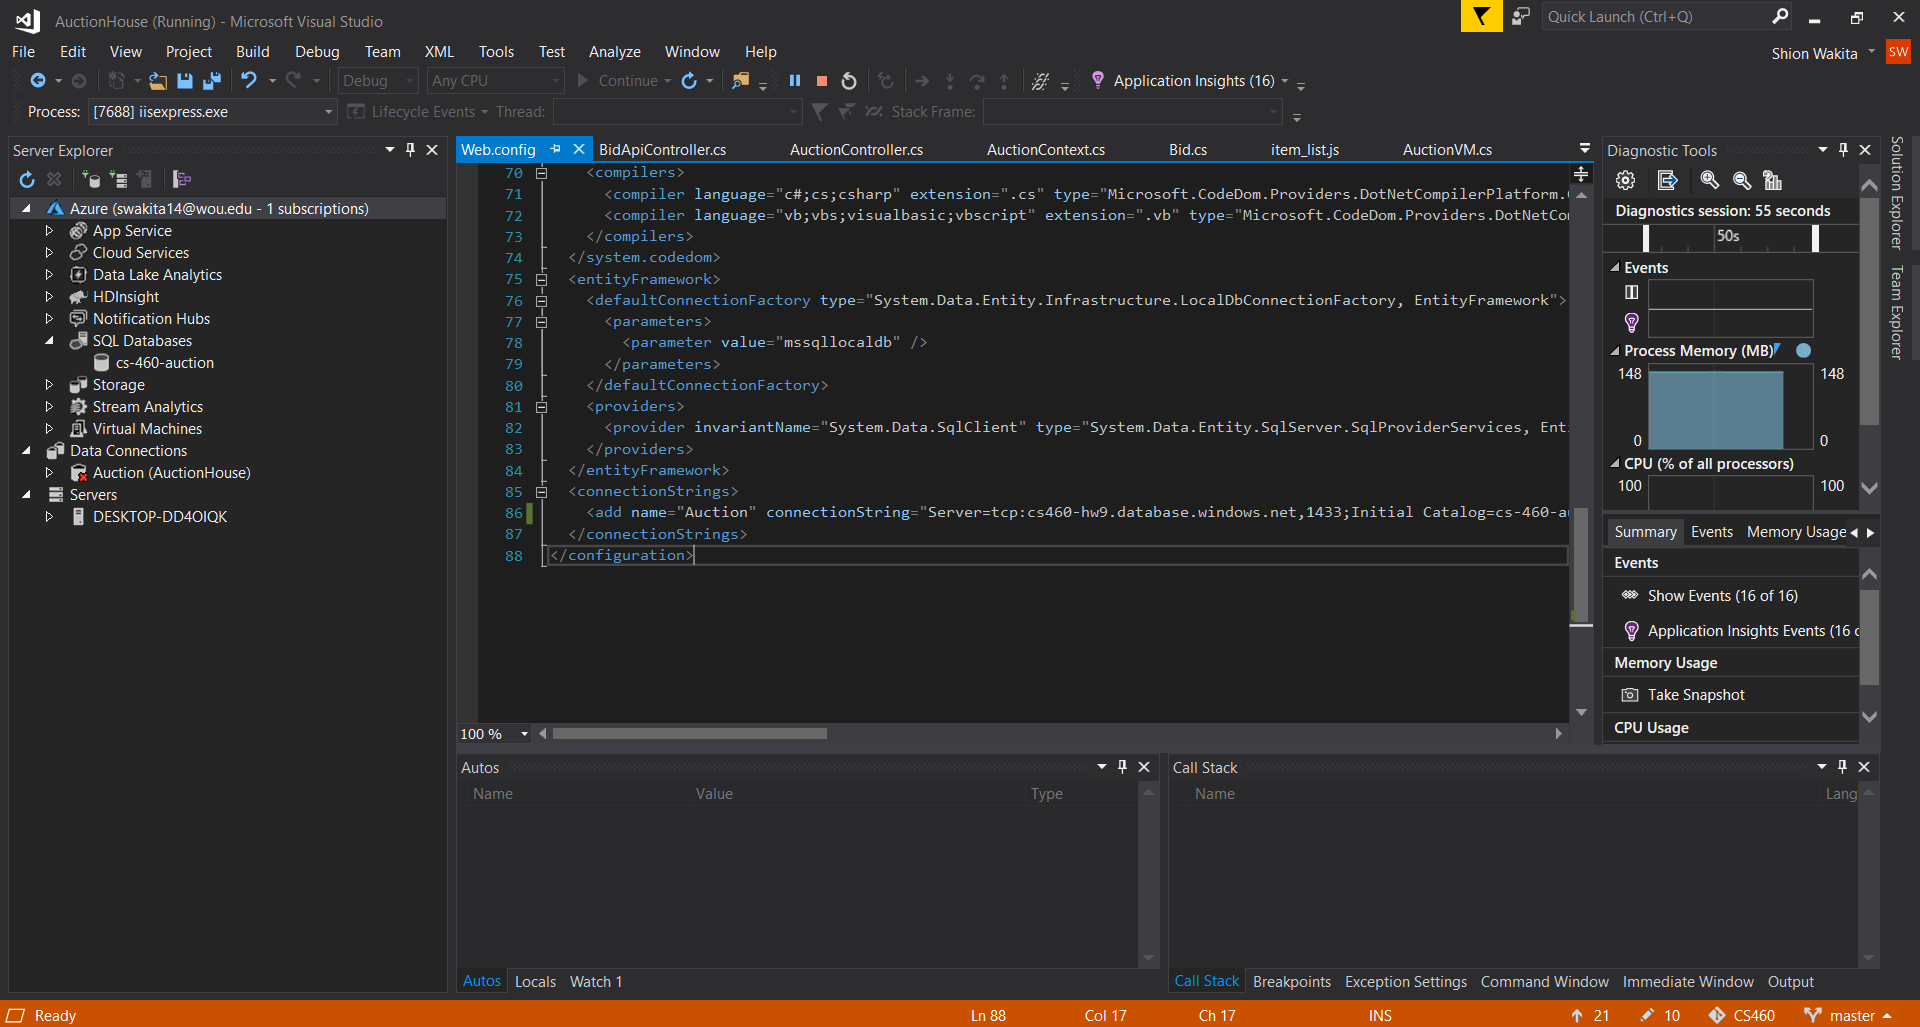 AuctionHouse (Running) - Microsoft Visual Studio
Quick Launch (Ctrl+Q)
File Edit View Project Build Debug Team XML Tools Test Analyze Window Help
Shion Wakita SW
Debug Any CPU Continue Application Insights (16)
Process: [7688] iisexpress.exe Lifecycle Events Thread: Stack Frame:
Server Explorer
Azure (swakita14@wou.edu - 1 subscriptions)
App Service
Cloud Services
Data Lake Analytics
HDInsight
Notification Hubs
SQL Databases
cs-460-auction
Storage
Stream Analytics
Virtual Machines
Data Connections
Auction (AuctionHouse)
Servers
DESKTOP-DD4OIQK
Web.config BidApiController.cs AuctionController.cs AuctionContext.cs Bid.cs item_list.js AuctionVM.cs
70 <compilers>
71 <compiler language="c#;cs;csharp" extension=".cs" type="Microsoft.CodeDom.Providers.DotNetCompilerPlatform.
72 <compiler language="vb;vbs;visualbasic;vbscript" extension=".vb" type="Microsoft.CodeDom.Providers.DotNetCo
73 </compilers>
74 </system.codedom>
75 <entityFramework>
76 <defaultConnectionFactory type="System.Data.Entity.Infrastructure.LocalDbConnectionFactory, EntityFramework">
77 <parameters>
78 <parameter value="mssqllocaldb" />
79 </parameters>
80 </defaultConnectionFactory>
81 <providers>
82 <provider invariantName="System.Data.SqlClient" type="System.Data.Entity.SqlServer.SqlProviderServices, Ent
83 </providers>
84 </entityFramework>
85 <connectionStrings>
86 <add name="Auction" connectionString="Server=tcp:cs460-hw9.database.windows.net,1433;Initial Catalog=cs-460-a
87 </connectionStrings>
88 </configuration>
100 %
Diagnostic Tools
Diagnostics session: 55 seconds
50s
Events
Process Memory (MB)
148 148
0 0
CPU (% of all processors)
100 100
Summary Events Memory Usage
Events
Show Events (16 of 16)
Application Insights Events (16 o
Memory Usage
Take Snapshot
CPU Usage
Solution Explorer
Team Explorer
Autos
Name Value Type
Autos Locals Watch 1
Call Stack
Name Lang
Call Stack Breakpoints Exception Settings Command Window Immediate Window Output
Ready Ln 88 Col 17 Ch 17 INS 21 10 CS460 master